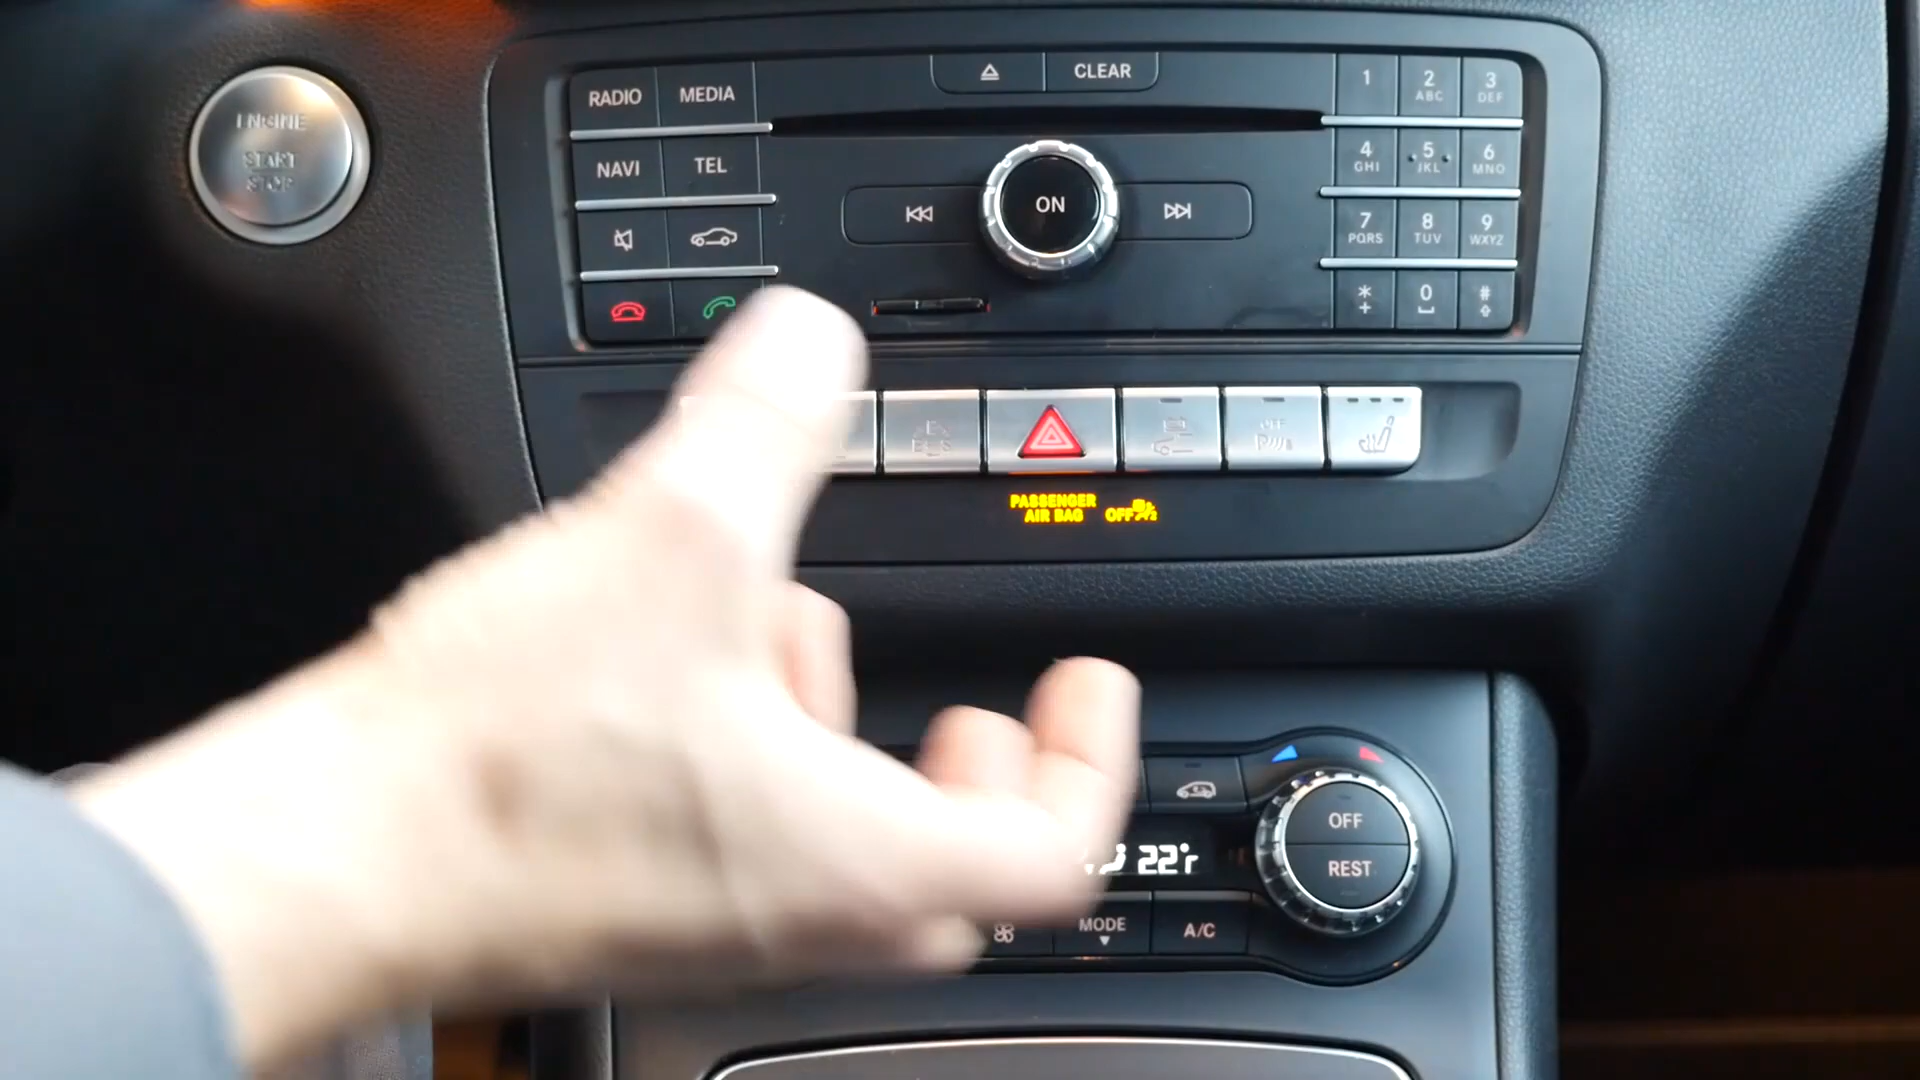 ENGINE
START
STOP
RADIO MEDIA
CLEAR
1 2 3
ABC DEF
NAVI TEL
4 5 6
GHI JKL MNO
ON
7 8 9
PQRS TUV WXYZ
* 0 #
+
OFF
PASSENGER
AIR BAG OFF
22°
OFF
REST
MODE
A/C